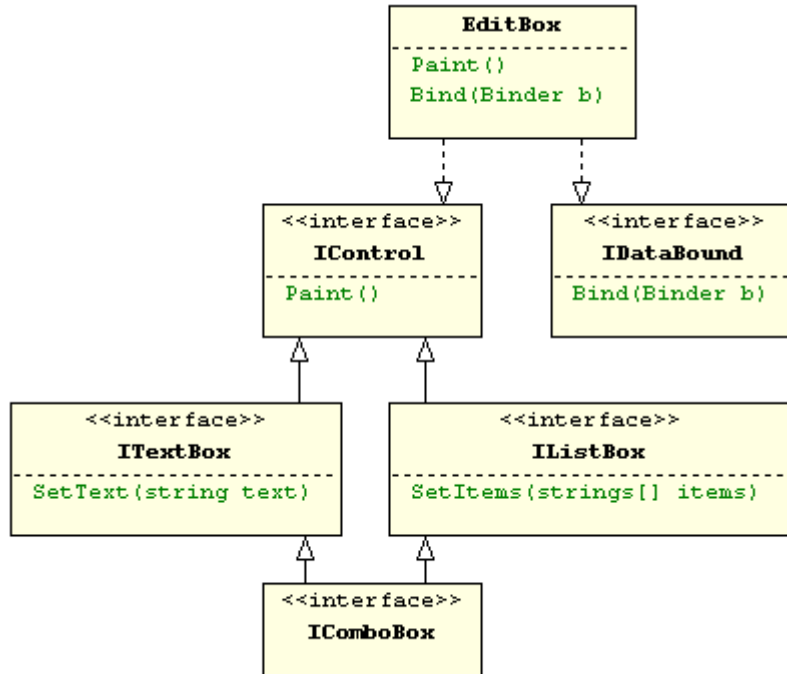 EditBox
Paint()
Bind(Binder b)
<<interface>>
IControl
Paint()
<<interface>>
IDataBound
Bind(Binder b)
<<interface>>
ITextBox
SetText(string text)
<<interface>>
IListBox
SetItems(strings[] items)
<<interface>>
IComboBox